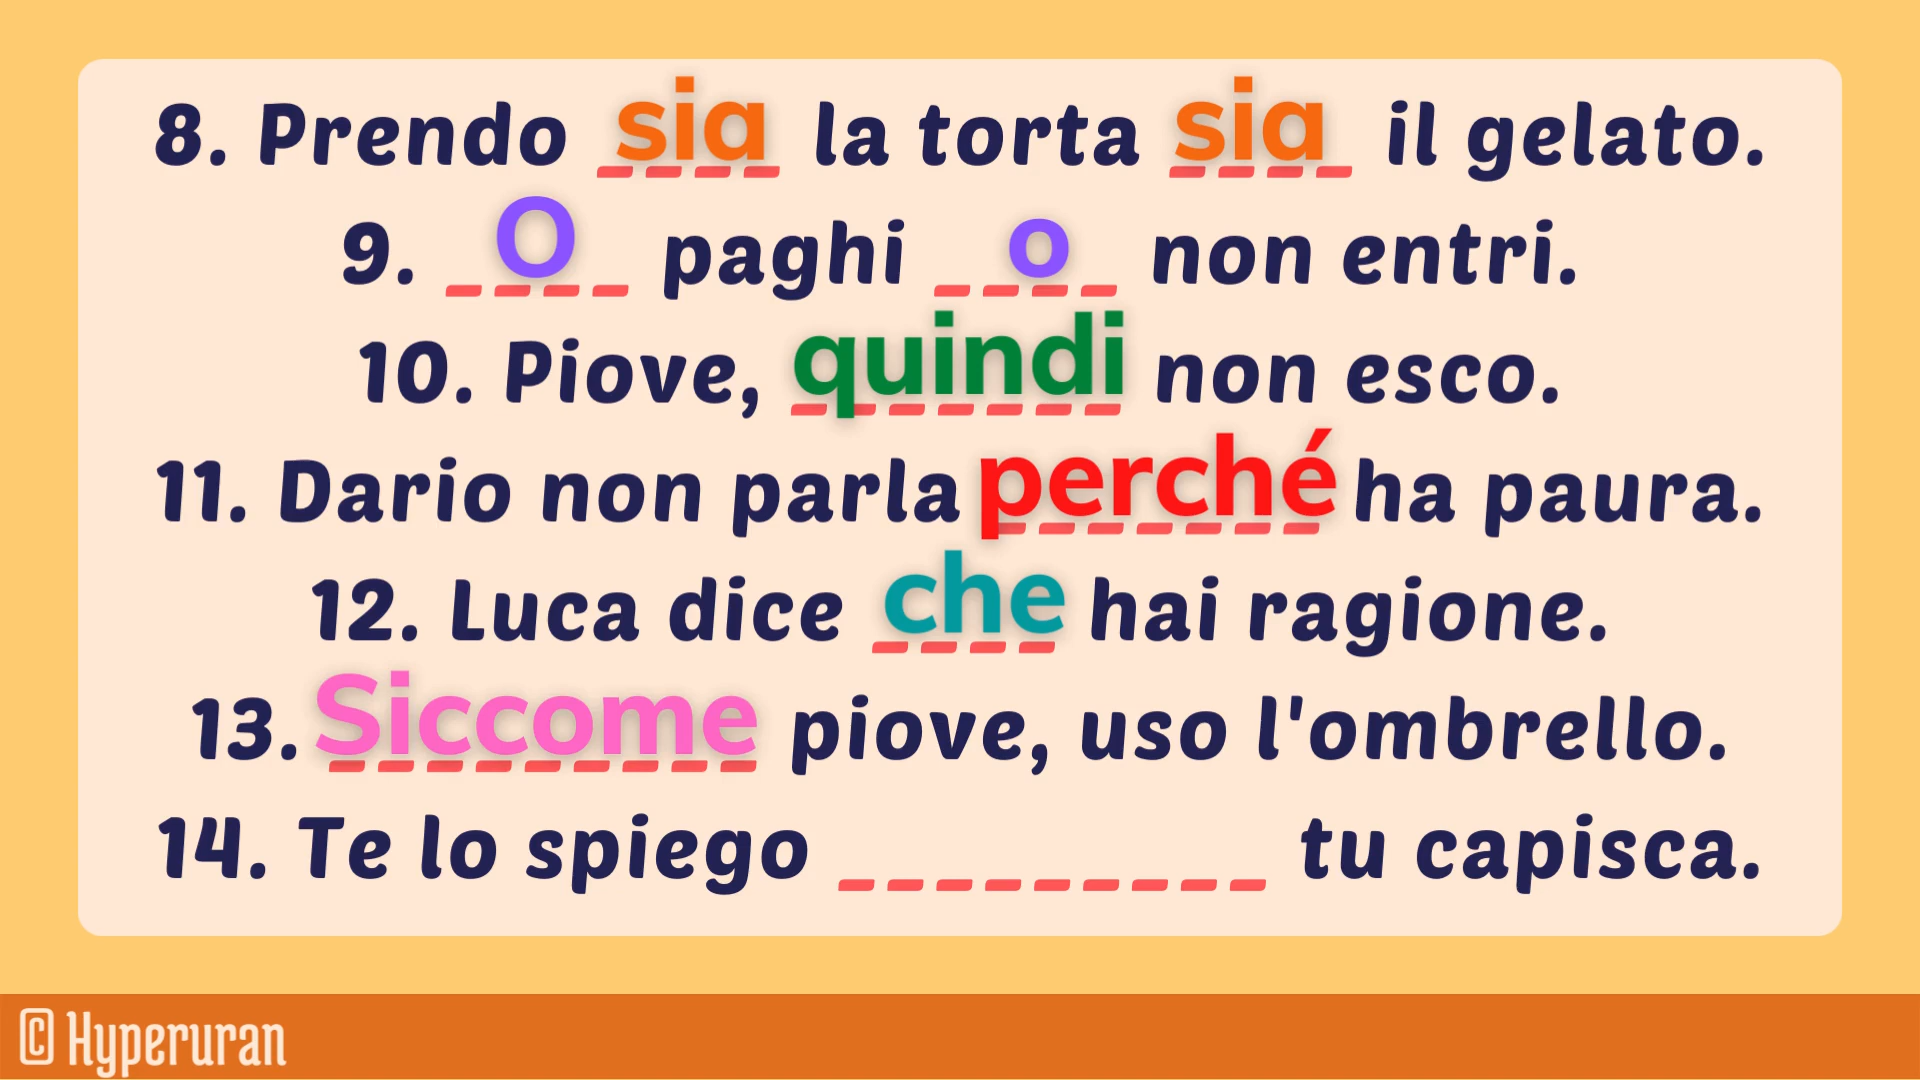 8. Prendo sia la torta sia il gelato.
9. O paghi o non entri.
10. Piove, quindi non esco.
11. Dario non parla perché ha paura.
12. Luca dice che hai ragione.
13. Siccome piove, uso l'ombrello.
14. Te lo spiego _________ tu capisca.
© Hyperuran